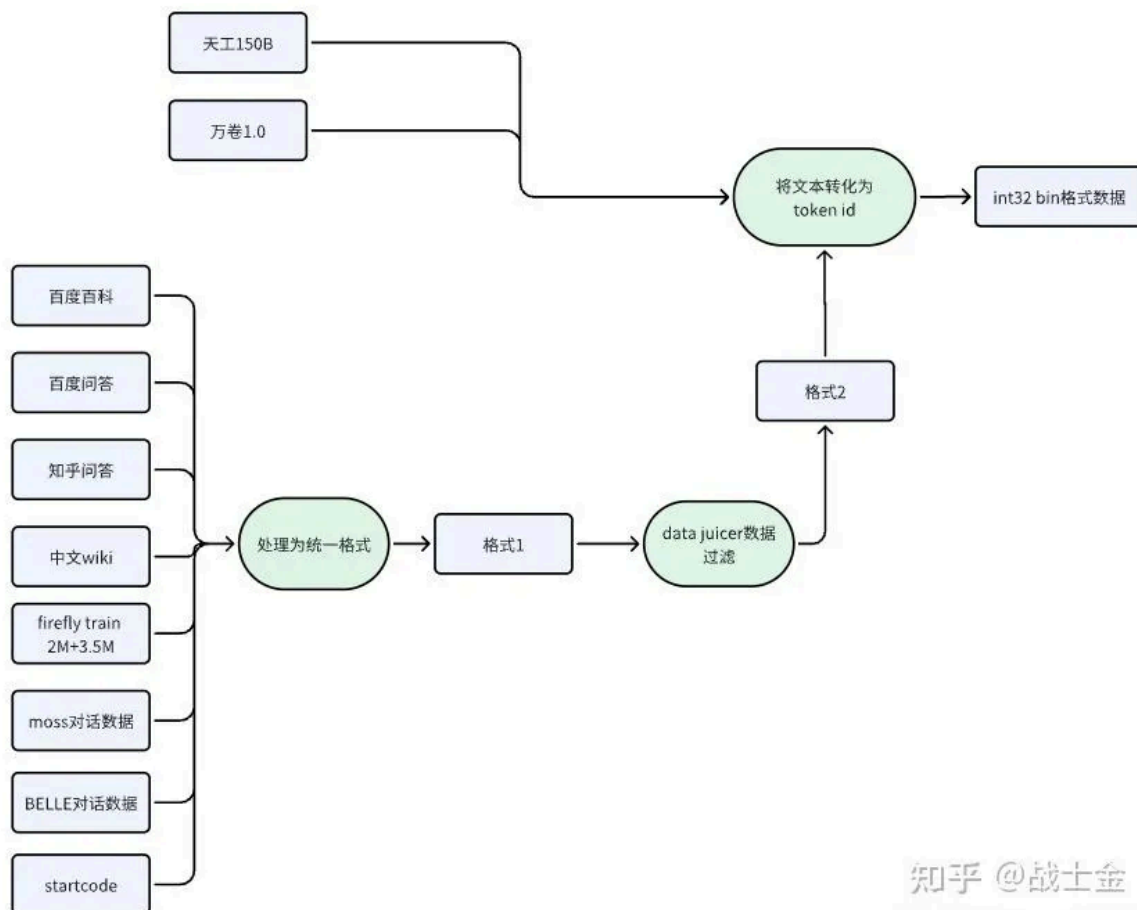 天工150B
万卷1.0
将文本转化为
token id
int32 bin格式数据
百度百科
百度问答
格式2
知乎问答
处理为统一格式
格式1
data juicer数据
过滤
中文wiki
firefly train
2M+3.5M
moss对话数据
BELLE对话数据
startcode
知乎 @战士金